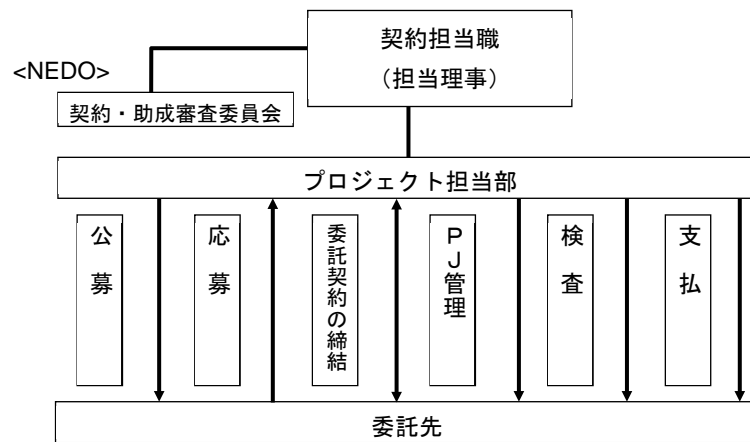 契約担当職
（担当理事）
<NEDO>
契約・助成審査委員会
プロジェクト担当部
公募
応募
委託契約の締結
ＰＪ管理
検査
支払
委託先